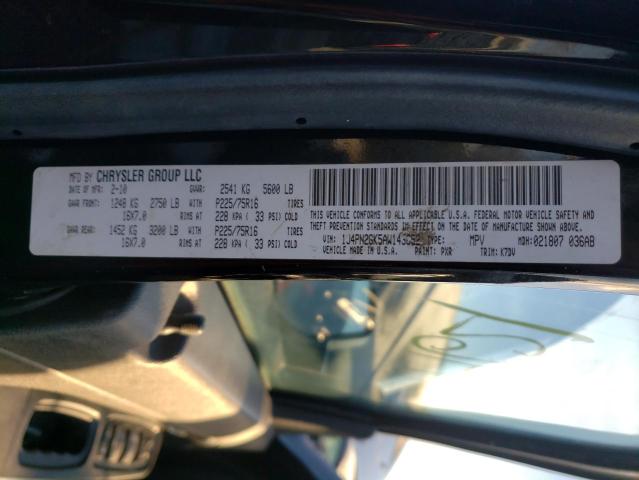 MFD BY CHRYSLER GROUP LLC
DATE OF MFR: 2-10 GVWR: 2541 KG 5600 LB
GAWR FRONT: 1248 KG 2750 LB WITH P225/75R16 TIRES
16X7.0 RIMS AT 228 KPA ( 33 PSI) COLD
GAWR REAR: 1452 KG 3200 LB WITH P225/75R16 TIRES
16X7.0 RIMS AT 228 KPA ( 33 PSI) COLD
THIS VEHICLE CONFORMS TO ALL APPLICABLE U.S.A. FEDERAL MOTOR VEHICLE SAFETY AND
THEFT PREVENTION STANDARDS IN EFFECT ON THE DATE OF MANUFACTURE SHOWN ABOVE.
VIN: TYPE: MPV MDH:021807 036AB
VEHICLE MADE IN U.S.A. PAINT: PXR TRIM: K7DV